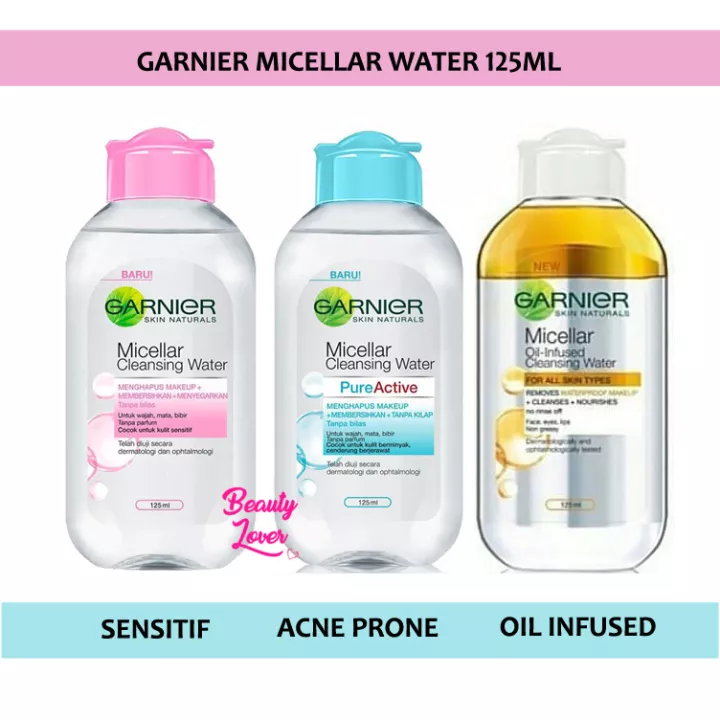 GARNIER MICELLAR WATER 125ML
BARU!
GARNIER
SKIN NATURALS
Micellar
Cleansing Water
MENGHAPUS MAKEUP +
MEMBERSIHKAN+MENYEGARKAN
Tanpa bilas
Untuk wajah, mata, bibir
Tanpa parfum
Cocok untuk kulit sensitif
Telah diuji secara
dermatologi dan ophtalmologi
125 ml
BARU!
GARNIER
SKIN NATURALS
Micellar
Cleansing Water
PureActive
MENGHAPUS MAKEUP
+MEMBERSIHKAN + TANPA KILAP
Tanpa bilas
Untuk wajah, mata, bibir
Tanpa parfum
Cocok untuk kulit berminyak,
cenderung berjerawat
Telah diuji secara
dermatologi dan ophtalmologi
125 ml
NEW
GARNIER
SKIN NATURALS
Micellar
Oil-Infused
Cleansing Water
FOR ALL SKIN TYPES
REMOVES WATERPROOF MAKEUP
+ CLEANSES + NOURISHES
no rinse off
Face, eyes, lips
Non greasy
Dermatologically and
ophtalmologically tested
125 ml
Beauty
Lover
SENSITIF
ACNE PRONE
OIL INFUSED